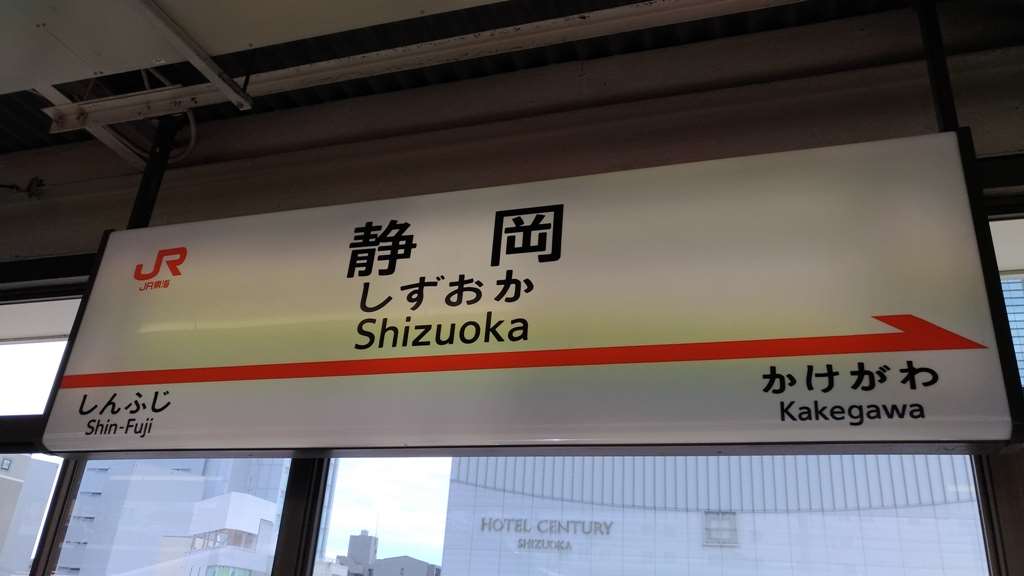 JR
JR東海
静岡
しずおか
Shizuoka
しんふじ
Shin-Fuji
かけがわ
Kakegawa
HOTEL CENTURY
SHIZUOKA